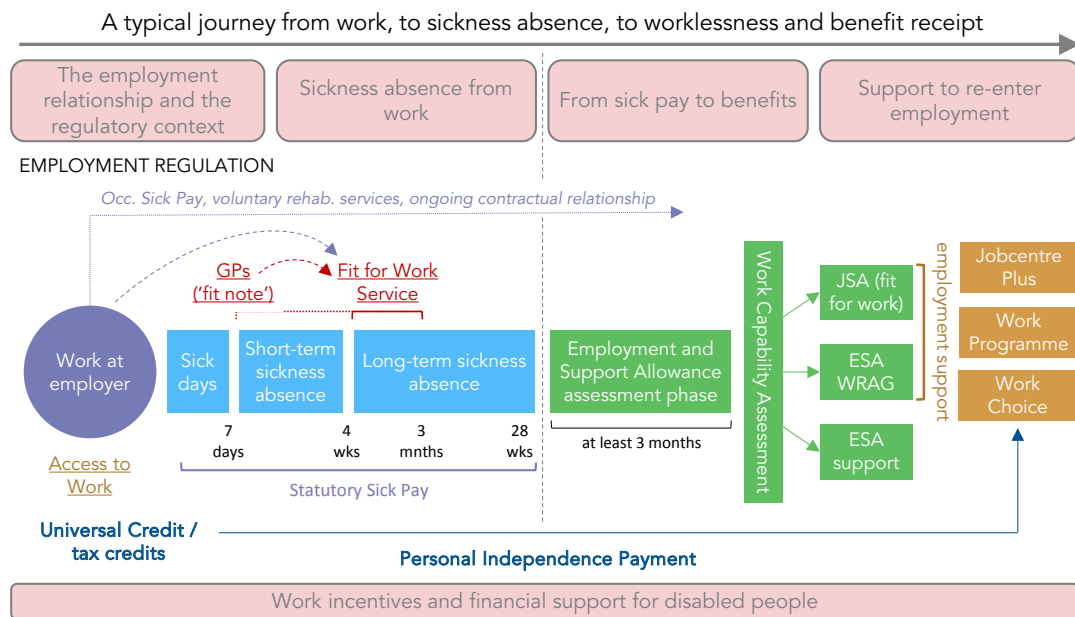 A typical journey from work, to sickness absence, to worklessness and benefit receipt
The employment
relationship and the
regulatory context
Sickness absence from
work
From sick pay to benefits
Support to re-enter
employment
EMPLOYMENT REGULATION
Occ. Sick Pay, voluntary rehab. services, ongoing contractual relationship
GPs
('fit note')
Fit for Work
Service
Work at
employer
Sick
days
Short-term
sickness
absence
Long-term sickness
absence
Employment and
Support Allowance
assessment phase
Work Capability Assessment
JSA (fit
for work)
ESA
WRAG
ESA
support
employment support
Jobcentre
Plus
Work
Programme
Work
Choice
7
days
4
wks
3
mnths
28
wks
at least 3 months
Access to
Work
Statutory Sick Pay
Universal Credit /
tax credits
Personal Independence Payment
Work incentives and financial support for disabled people